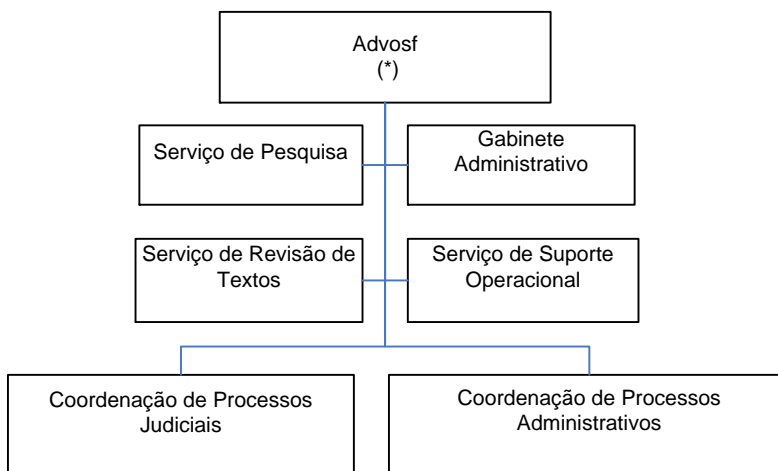 Advosf
(*)
Serviço de Pesquisa
Gabinete
Administrativo
Serviço de Revisão de
Textos
Serviço de Suporte
Operacional
Coordenação de Processos
Judiciais
Coordenação de Processos
Administrativos